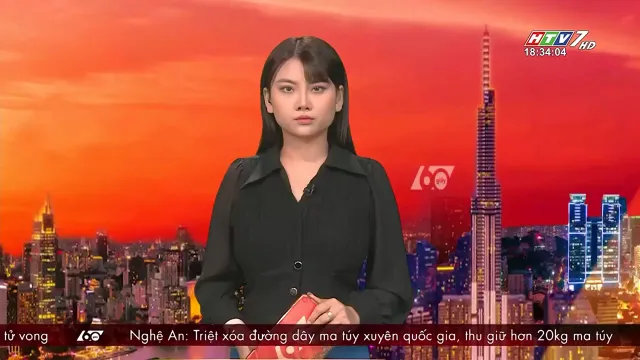 HTV7 HD
18:34:04
60 giây
tử vong 60 Nghệ An: Triệt xóa đường dây ma túy xuyên quốc gia, thu giữ hơn 20kg ma túy